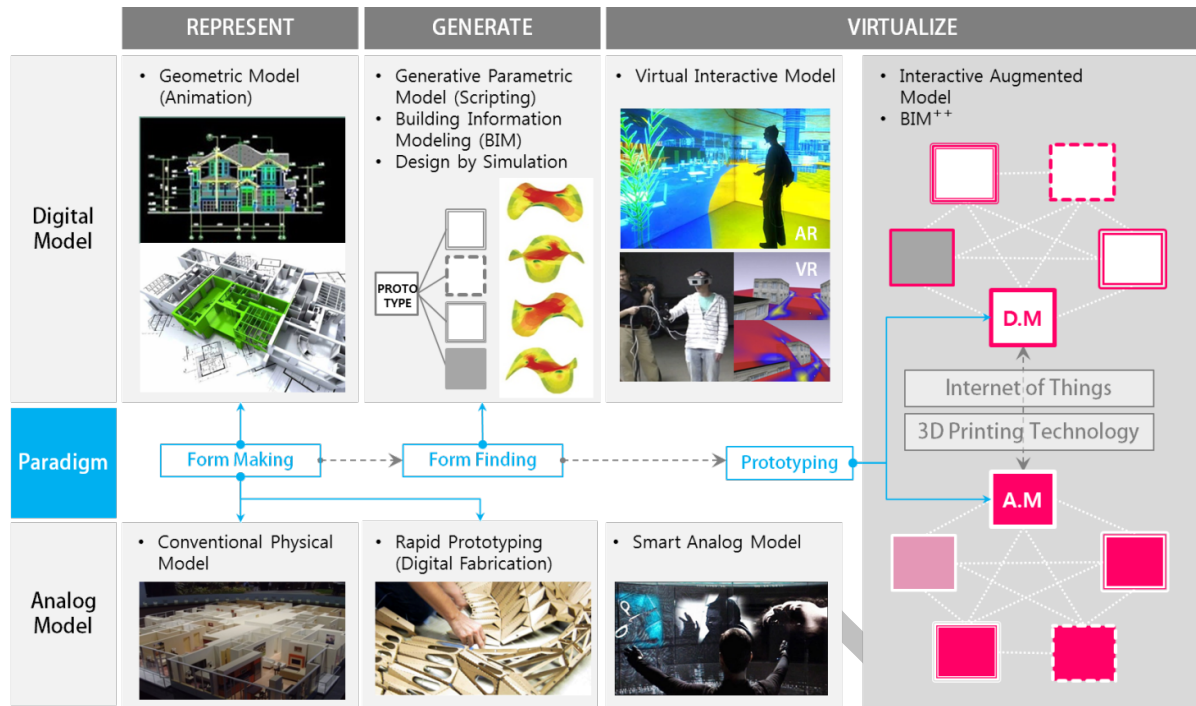 REPRESENT
GENERATE
VIRTUALIZE
Digital
Model
• Geometric Model
(Animation)
• Generative Parametric
Model (Scripting)
• Building Information
Modeling (BIM)
• Design by Simulation
PROTO
TYPE
• Virtual Interactive Model
AR
VR
• Interactive Augmented
Model
• BIM⁺⁺
D.M
Internet of Things
3D Printing Technology
A.M
Paradigm
Form Making
Form Finding
Prototyping
Analog
Model
• Conventional Physical
Model
• Rapid Prototyping
(Digital Fabrication)
• Smart Analog Model